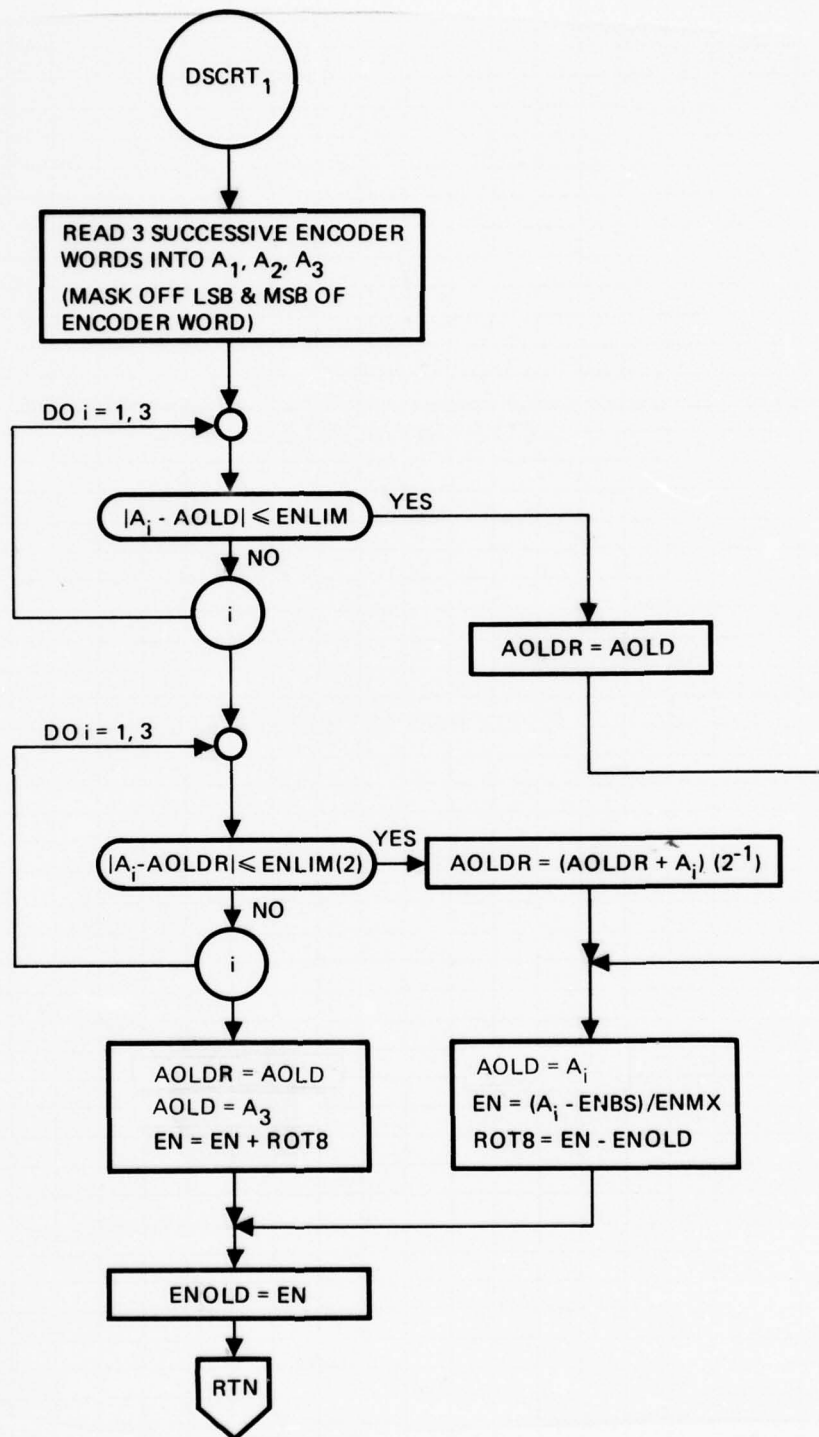 DSCRT₁
READ 3 SUCCESSIVE ENCODER
WORDS INTO A₁, A₂, A₃
(MASK OFF LSB & MSB OF
ENCODER WORD)
DO i = 1, 3
|Aᵢ - AOLD| ⩽ ENLIM
YES
NO
i
AOLDR = AOLD
DO i = 1, 3
|Aᵢ-AOLDR| ⩽ ENLIM(2)
YES
AOLDR = (AOLDR + Aᵢ) (2⁻¹)
NO
i
AOLDR = AOLD
AOLD = A₃
EN = EN + ROT8
AOLD = Aᵢ
EN = (Aᵢ - ENBS)/ENMX
ROT8 = EN - ENOLD
ENOLD = EN
RTN